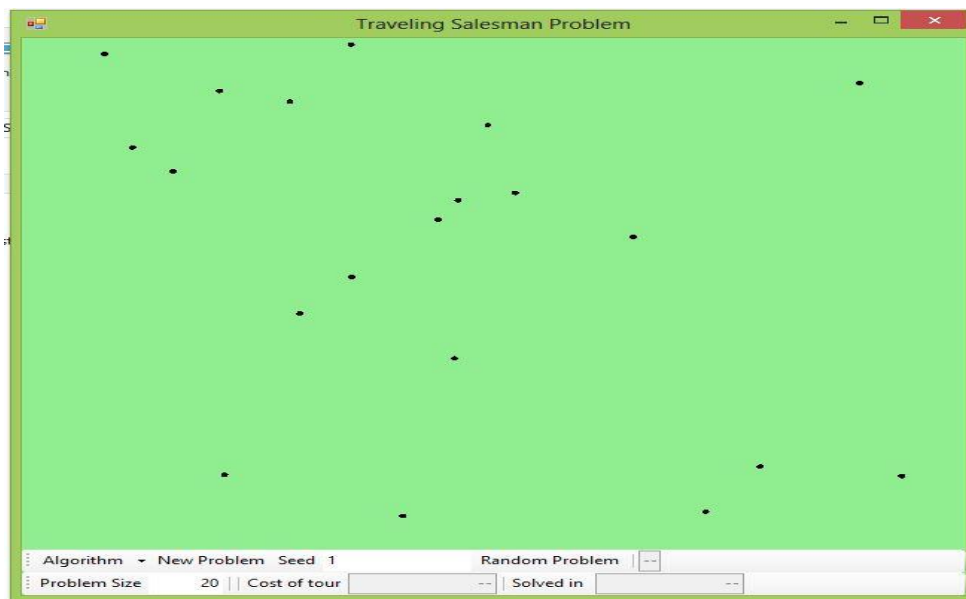 Traveling Salesman Problem
Algorithm New Problem Seed 1 Random Problem --
Problem Size 20 Cost of tour -- Solved in --